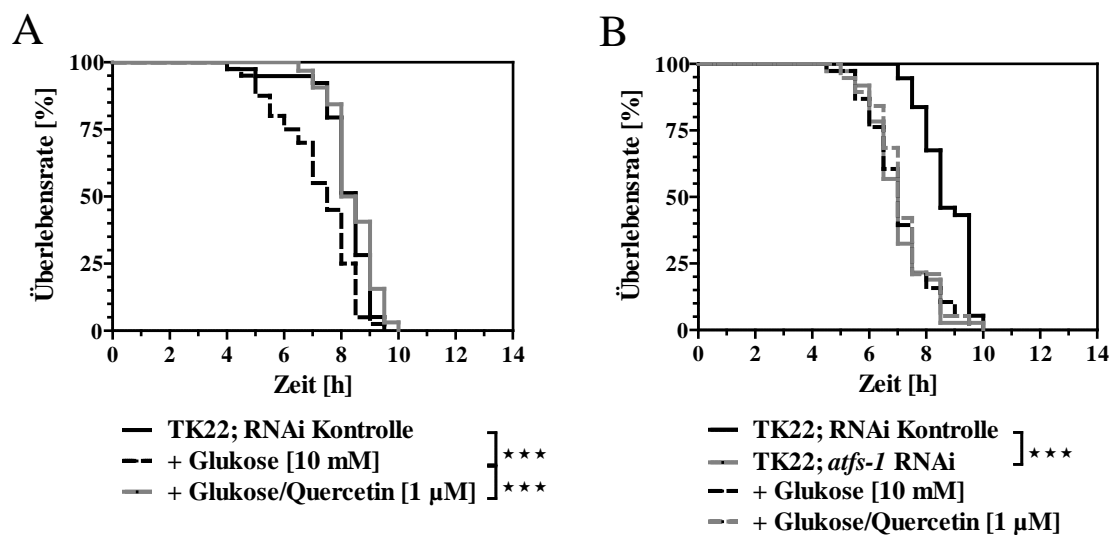 A
Überlebensrate [%]
100
75
50
25
0
0 2 4 6 8 10 12 14
Zeit [h]
TK22; RNAi Kontrolle
+ Glukose [10 mM]
+ Glukose/Quercetin [1 µM]
★★★
★★★
B
Überlebensrate [%]
100
75
50
25
0
0 2 4 6 8 10 12 14
Zeit [h]
TK22; RNAi Kontrolle
TK22; atfs-1 RNAi
+ Glukose [10 mM]
+ Glukose/Quercetin [1 µM]
★★★